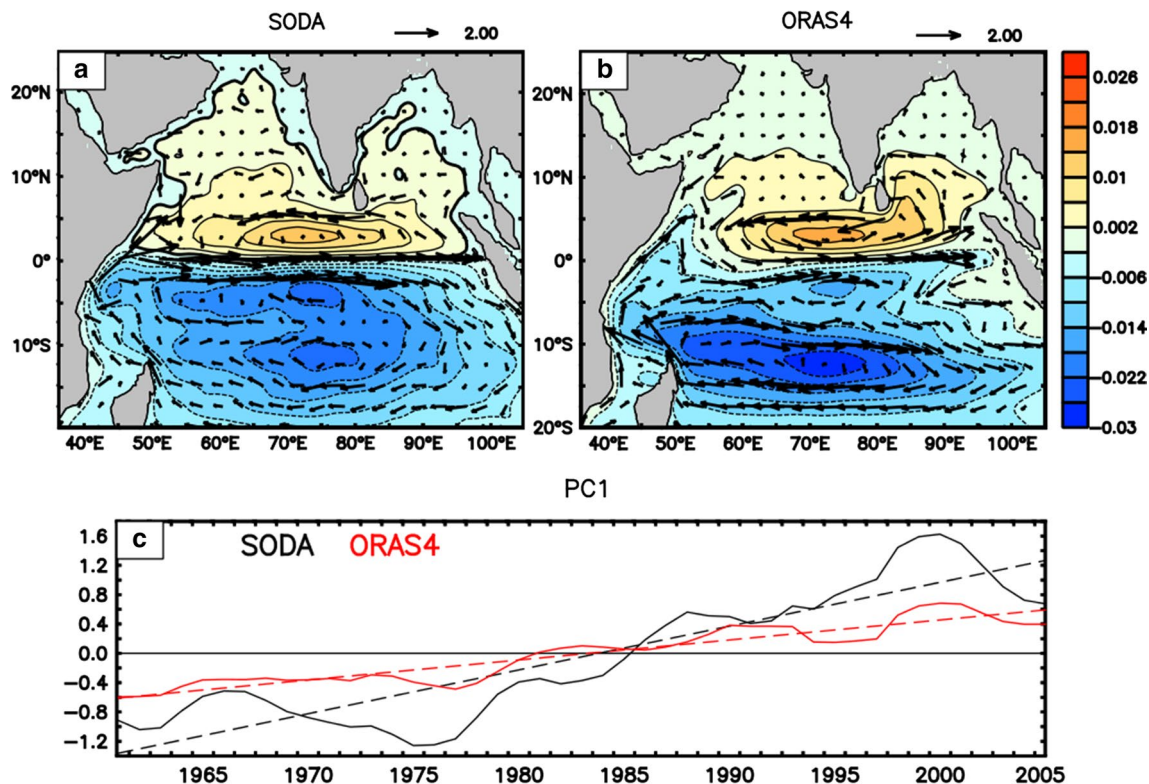 SODA 2.00 ORAS4 2.00
a b
20°N 20°N 0.026
0.018
10°N 10°N 0.01
0.002
0° 0° −0.006
10°S 10°S −0.014
−0.022
20°S −0.03
40°E 50°E 60°E 70°E 80°E 90°E 100°E 40°E 50°E 60°E 70°E 80°E 90°E 100°E
PC1
c SODA ORAS4
1.6
1.2
0.8
0.4
0.0
−0.4
−0.8
−1.2
1965 1970 1975 1980 1985 1990 1995 2000 2005